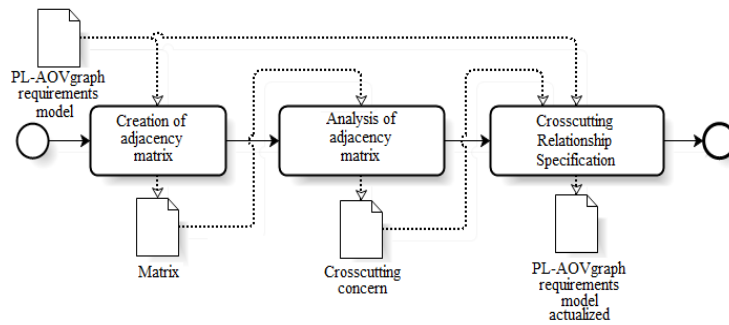 PL-AOVgraph
requirements
model
Creation of
adjacency
matrix
Analysis of
adjacency
matrix
Crosscutting
Relationship
Specification
Matrix
Crosscutting
concern
PL-AOVgraph
requirements
model
actualized